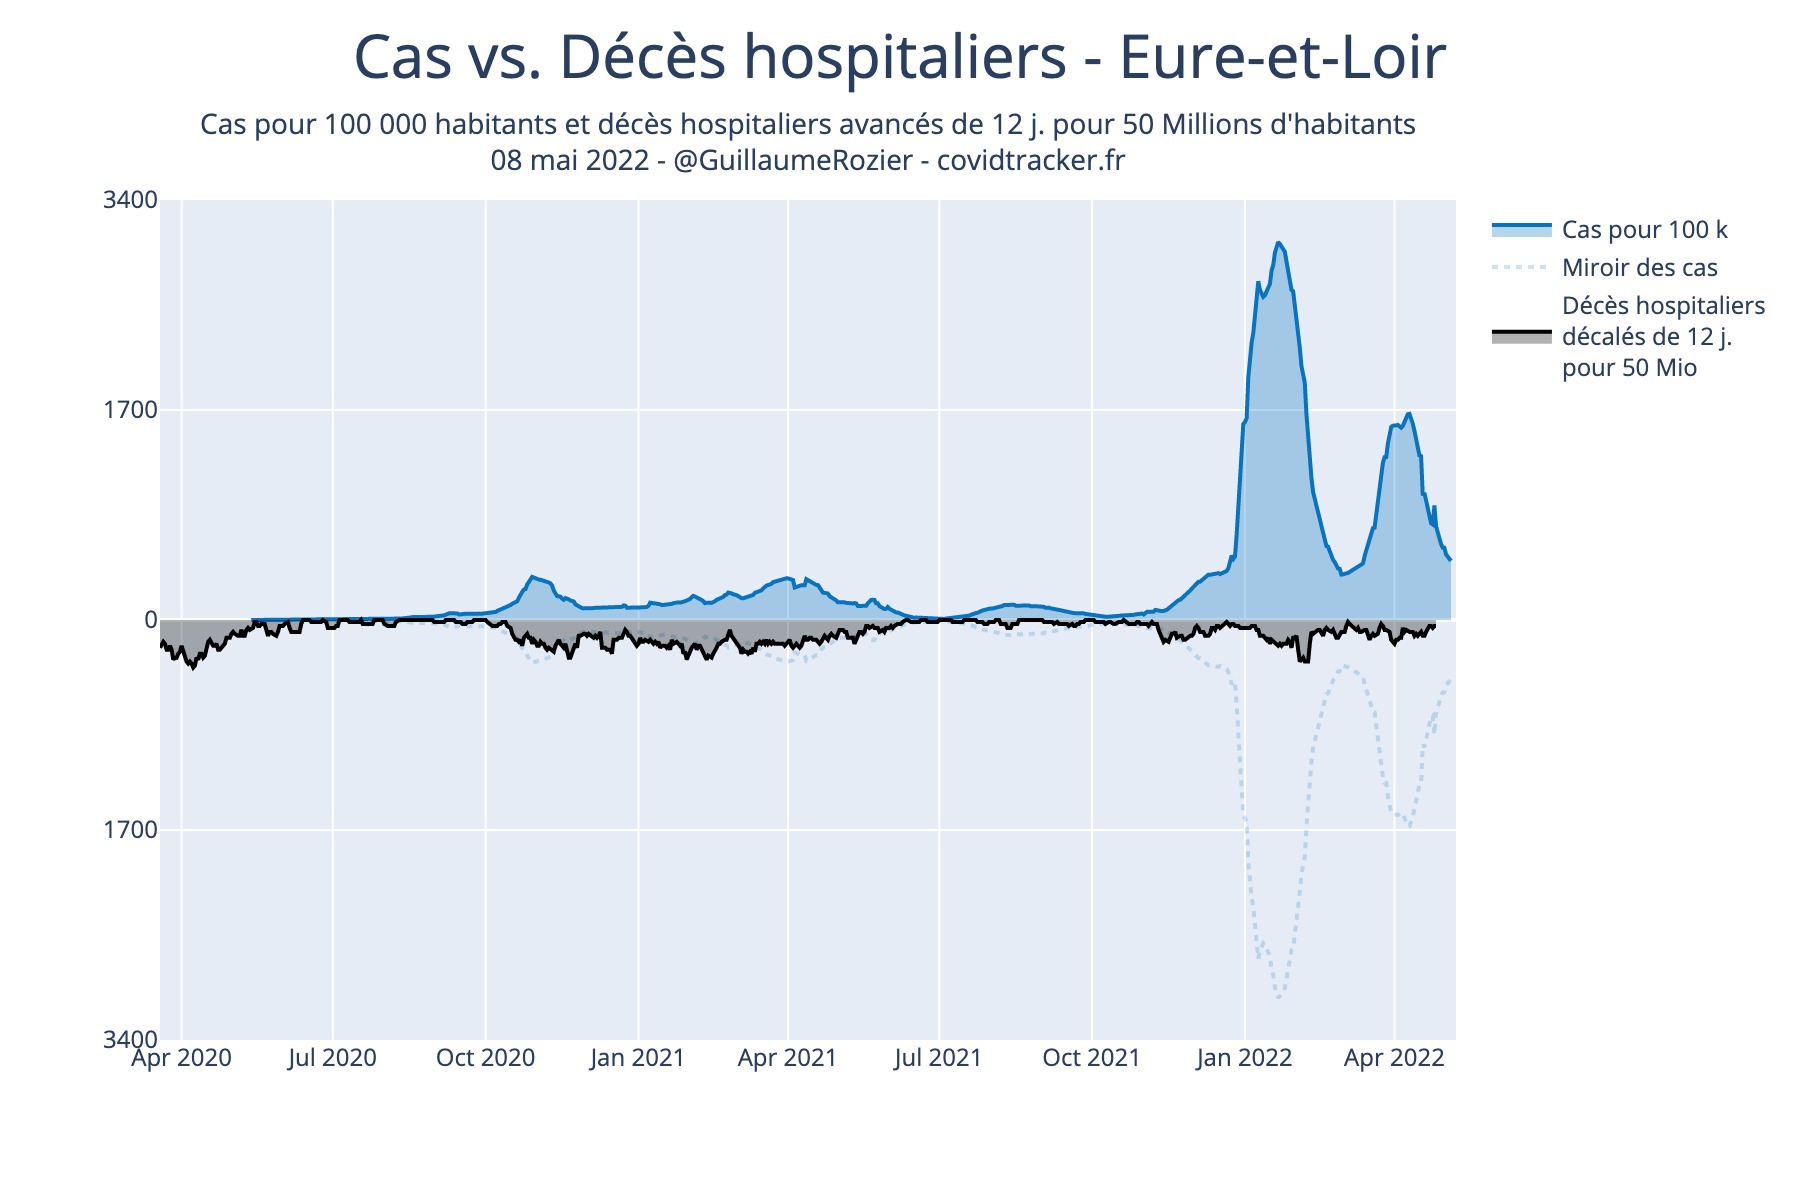 Cas vs. Décès hospitaliers - Eure-et-Loir
Cas pour 100 000 habitants et décès hospitaliers avancés de 12 j. pour 50 Millions d'habitants
08 mai 2022 - @GuillaumeRozier - covidtracker.fr
3400
1700
0
1700
3400
Apr 2020
Jul 2020
Oct 2020
Jan 2021
Apr 2021
Jul 2021
Oct 2021
Jan 2022
Apr 2022
Cas pour 100 k
Miroir des cas
Décès hospitaliers
décalés de 12 j.
pour 50 Mio